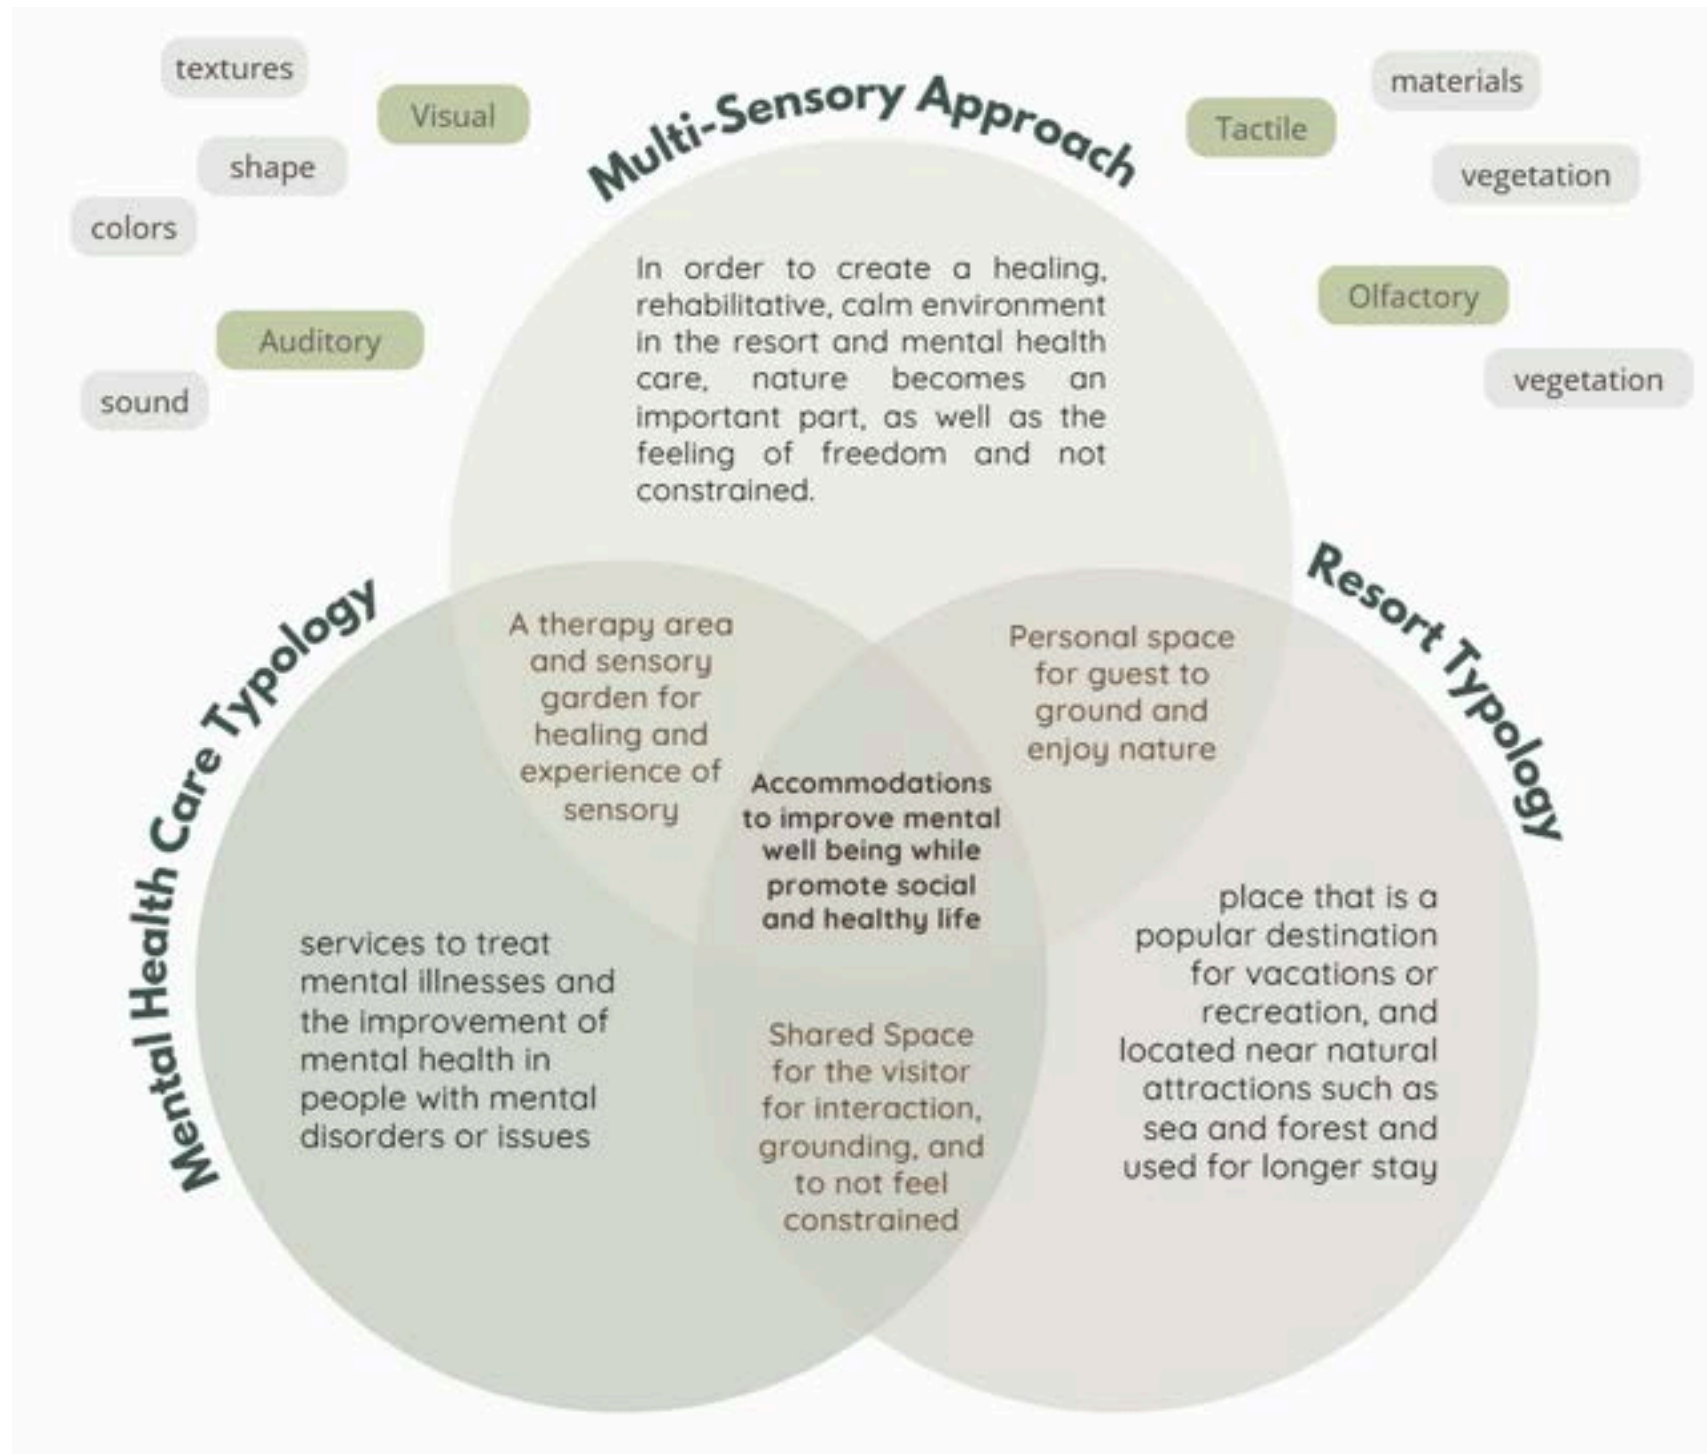 textures
Visual
shape
colors
Auditory
sound
Multi-Sensory Approach
materials
Tactile
vegetation
Olfactory
vegetation
In order to create a healing,
rehabilitative, calm environment
in the resort and mental health
care, nature becomes an
important part, as well as the
feeling of freedom and not
constrained.
Mental Health Care Typology
Resort Typology
A therapy area
and sensory
garden for
healing and
experience of
sensory
Personal space
for guest to
ground and
enjoy nature
Accommodations
to improve mental
well being while
promote social
and healthy life
services to treat
mental illnesses and
the improvement of
mental health in
people with mental
disorders or issues
place that is a
popular destination
for vacations or
recreation, and
located near natural
attractions such as
sea and forest and
used for longer stay
Shared Space
for the visitor
for interaction,
grounding, and
to not feel
constrained